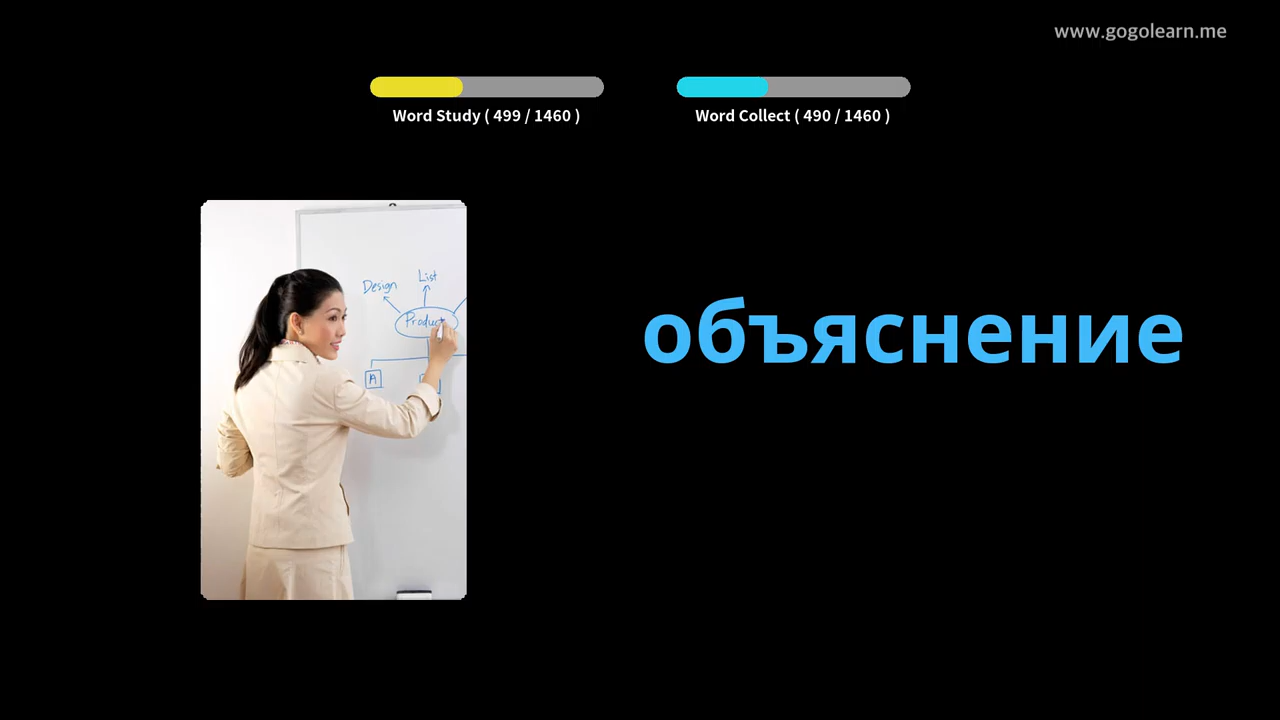 www.gogolearn.me
Word Study ( 499 / 1460 )
Word Collect ( 490 / 1460 )
List
Design
Product
A
объяснение